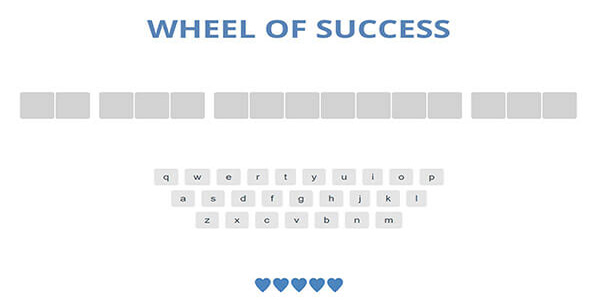 WHEEL OF SUCCESS
q w e r t y u i o p
a s d f g h j k l
z x c v b n m